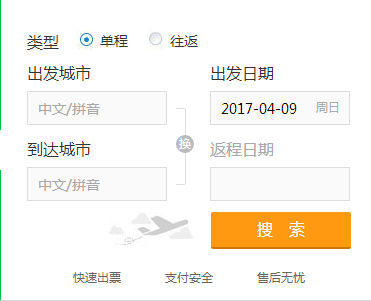 类型 单程 往返
出发城市 出发日期
中文/拼音 2017-04-09 周日
换
到达城市 返程日期
中文/拼音
搜 索
快速出票 支付安全 售后无忧